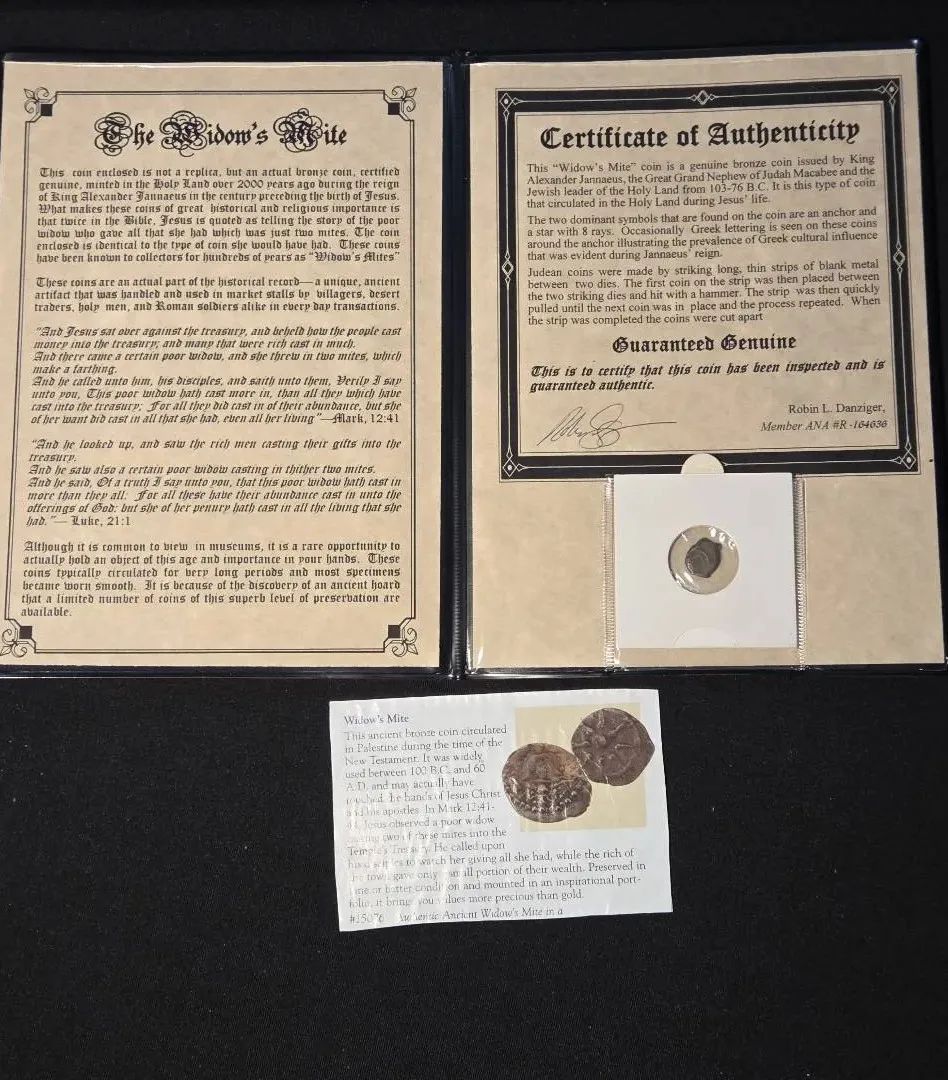 The Widow's Mite
This coin enclosed is not a replica, but an actual bronze coin, certified
genuine, minted in the Holy Land over 2000 years ago during the reign
of King Alexander Jannaeus in the century preceding the birth of Jesus.
What makes these coins of great historical and religious importance is
that twice in the Bible, Jesus is quoted as telling the story of the poor
widow who gave all that she had which was just two mites. The coin
enclosed is identical to the type of coin she would have had. These coins
have been known to collectors for hundreds of years as "Widow's Mites"
These coins are an actual part of the historical record— a unique, ancient
artifact that was handled and used in market stalls by villagers, desert
traders, holy men, and Roman soldiers alike in every day transactions.
"And Jesus sat over against the treasury, and beheld how the people cast
money into the treasury; and many that were rich cast in much.
And there came a certain poor widow, and she threw in two mites, which
make a farthing.
And he called unto him, his disciples, and saith unto them, Verily I say
unto you, This poor widow hath cast more in, than all they which have
cast into the treasury; For all they did cast in of their abundance, but she
of her want did cast in all that she had, even all her living"—Mark, 12:41
"And he looked up, and saw the rich men casting their gifts into the
treasury.
And he saw also a certain poor widow casting in thither two mites.
And he said, Of a truth I say unto you, that this poor widow hath cast in
more than they all: For all these have their abundance cast in unto the
offerings of God: but she of her penury hath cast in all the living that she
had."— Luke, 21:1
Although it is common to view in museums, it is a rare opportunity to
actually hold an object of this age and importance in your hands. These
coins typically circulated for very long periods and most specimens
became worn smooth. It is because of the discovery of an ancient hoard
that a limited number of coins of this superb level of preservation are
available.
Certificate of Authenticity
This "Widow's Mite" coin is a genuine bronze coin issued by King
Alexander Jannaeus, the Great Grand Nephew of Judah Macabee and the
Jewish leader of the Holy Land from 103-76 B.C. It is this type of coin
that circulated in the Holy Land during Jesus' life.
The two dominant symbols that are found on the coin are an anchor and
a star with 8 rays. Occasionally Greek lettering is seen on these coins
around the anchor illustrating the prevalence of Greek cultural influence
that was evident during Jannaeus' reign.
Judean coins were made by striking long, thin strips of blank metal
between two dies. The first coin on the strip was then placed between
the two striking dies and hit with a hammer. The strip was then quickly
pulled until the next coin was in place and the process repeated. When
the strip was completed the coins were cut apart
Guaranteed Genuine
This is to certify that this coin has been inspected and is
guaranteed authentic.
Robin L. Danziger,
Member ANA #R -164636
Widow's Mite
This ancient bronze coin circulated
in Palestine during the time of the
New Testament. It was widely
used between 100 B.C. and 60
A.D. and may actually have
touched the hands of Jesus Christ
and his apostles. In Mark 12:41-
Jesus observed a poor widow
two of these mites into the
Temple's Treasury. He called upon
to watch her giving all she had, while the rich of
the town gave only small portion of their wealth. Preserved in
fine or better condition and mounted in an inspirational port-
folio, it brings you values more precious than gold.
#15076 Authentic Ancient Widow's Mite in a